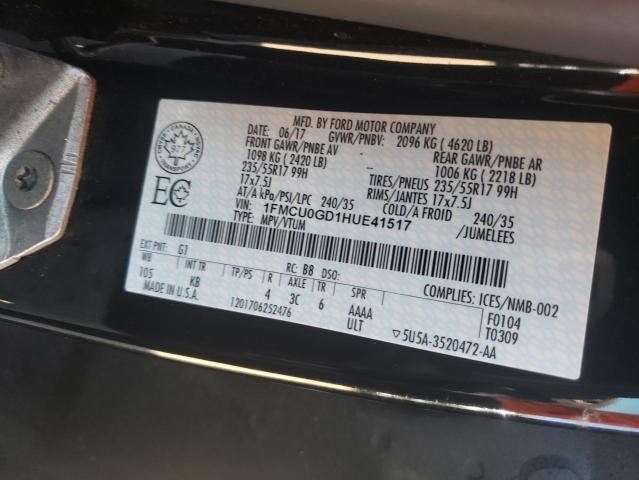 MFD. BY FORD MOTOR COMPANY
DATE: 06/17 GVWR/PNBV: 2096 KG ( 4620 LB)
FRONT GAWR/PNBE AV REAR GAWR/PNBE AR
1098 KG ( 2420 LB) -- 1006 KG ( 2218 LB)
235/55R17 99H TIRES/PNEUS 235/55R17 99H
17x7.5J RIMS/JANTES 17x7.5J
AT/A kPa/PSI/LPC 240/35 COLD/A FROID 240/35
VIN: 1FMCU0GD1HUE41517 /JUMELEES
TYPE: MPV/VTUM
EXT PNT: G1 RC: B8 DSO: COMPLIES: ICES/NMB-002
WB INT TR TP/PS R AXLE TR SPR F0104
105 KB 4 3C 6 AAAA T0309
MADE IN U.S.A. 1201706252476 ULT ▽5U5A-3520472-AA
EC